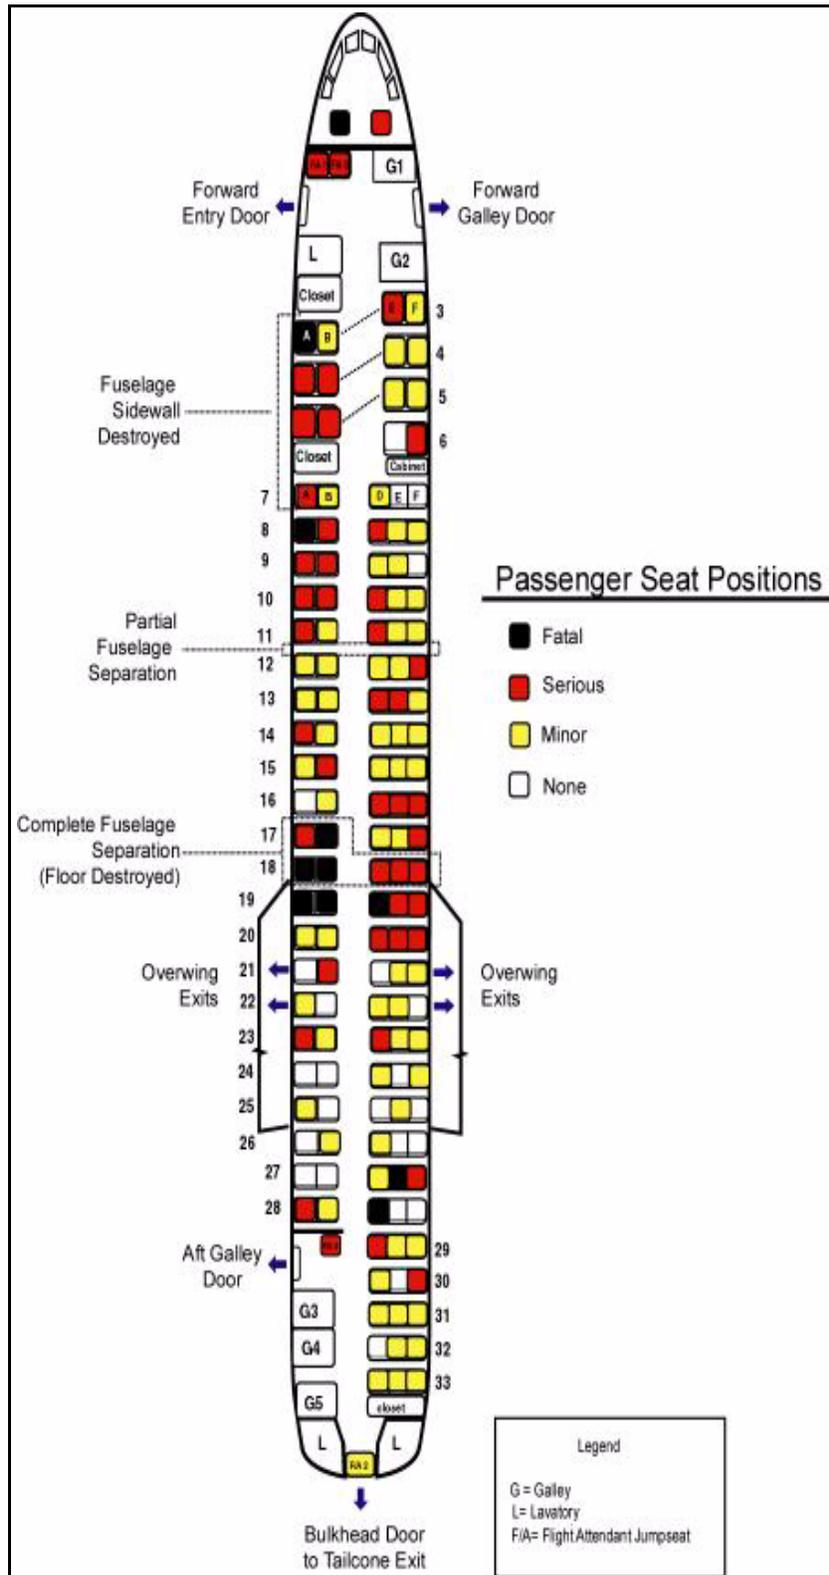 FA 1
G1
Forward
Entry Door
Forward
Galley Door
L
G2
Closet
E F 3
A B
4
Fuselage
Sidewall
Destroyed
5
6
Closet
Cabinet
7 A B D E F
8
9
Passenger Seat Positions
10
Partial
Fuselage
Separation
11
Fatal
12
Serious
13
14
Minor
15
None
16
Complete Fuselage
Separation
(Floor Destroyed)
17
18
19
20
Overwing
Exits
21
22
Overwing
Exits
23
24
25
26
27
28
Aft Galley
Door
29
30
G3
31
G4
32
33
G5
closet
L
L
FA 2
Bulkhead Door
to Tailcone Exit
Legend
G = Galley
L= Lavatory
F/A= Flight Attendant Jumpseat